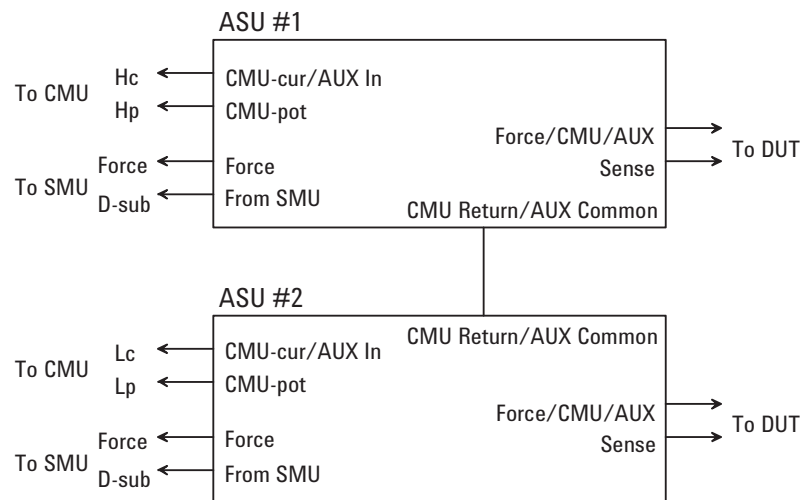 ASU #1
To CMU
Hc
CMU-cur/AUX In
Hp
CMU-pot
Force/CMU/AUX
To DUT
Sense
To SMU
Force
Force
D-sub
From SMU
CMU Return/AUX Common
ASU #2
CMU Return/AUX Common
To CMU
Lc
CMU-cur/AUX In
Lp
CMU-pot
Force/CMU/AUX
To DUT
Sense
To SMU
Force
Force
D-sub
From SMU